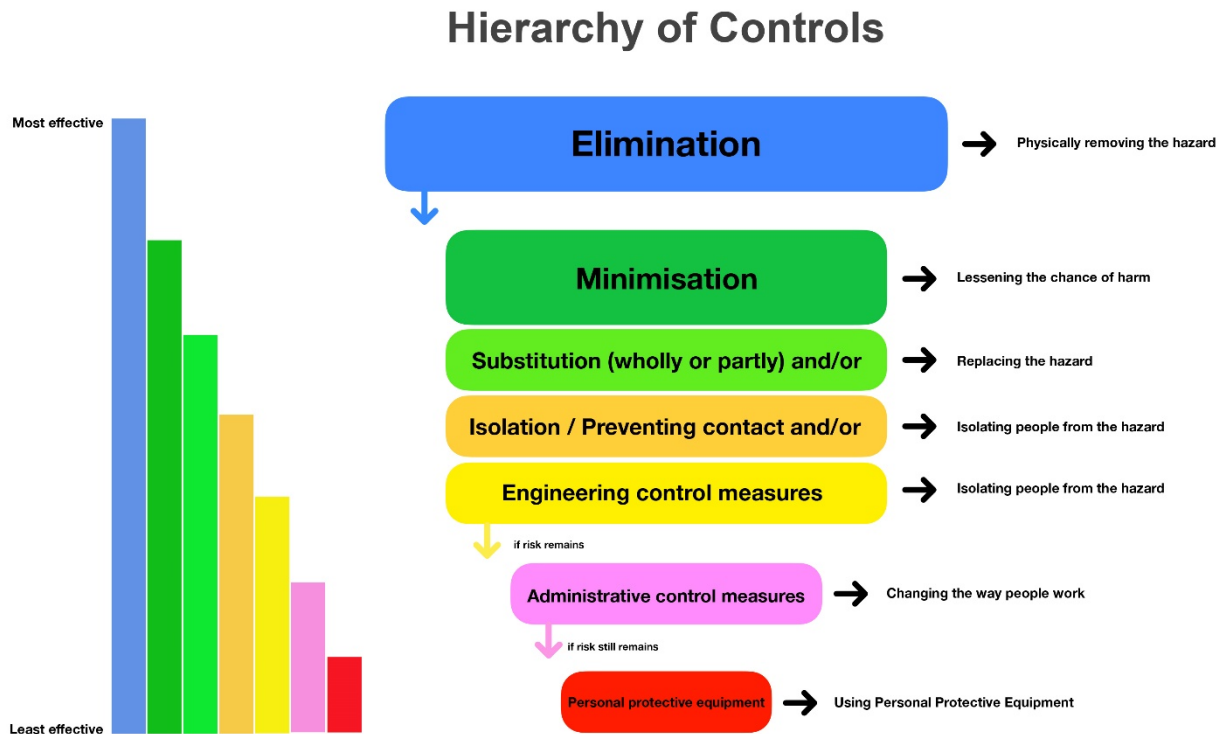 Hierarchy of Controls
Most effective
Elimination
Physically removing the hazard
Minimisation
Lessening the chance of harm
Substitution (wholly or partly) and/or
Replacing the hazard
Isolation / Preventing contact and/or
Isolating people from the hazard
Engineering control measures
Isolating people from the hazard
if risk remains
Administrative control measures
Changing the way people work
if risk still remains
Personal protective equipment
Using Personal Protective Equipment
Least effective